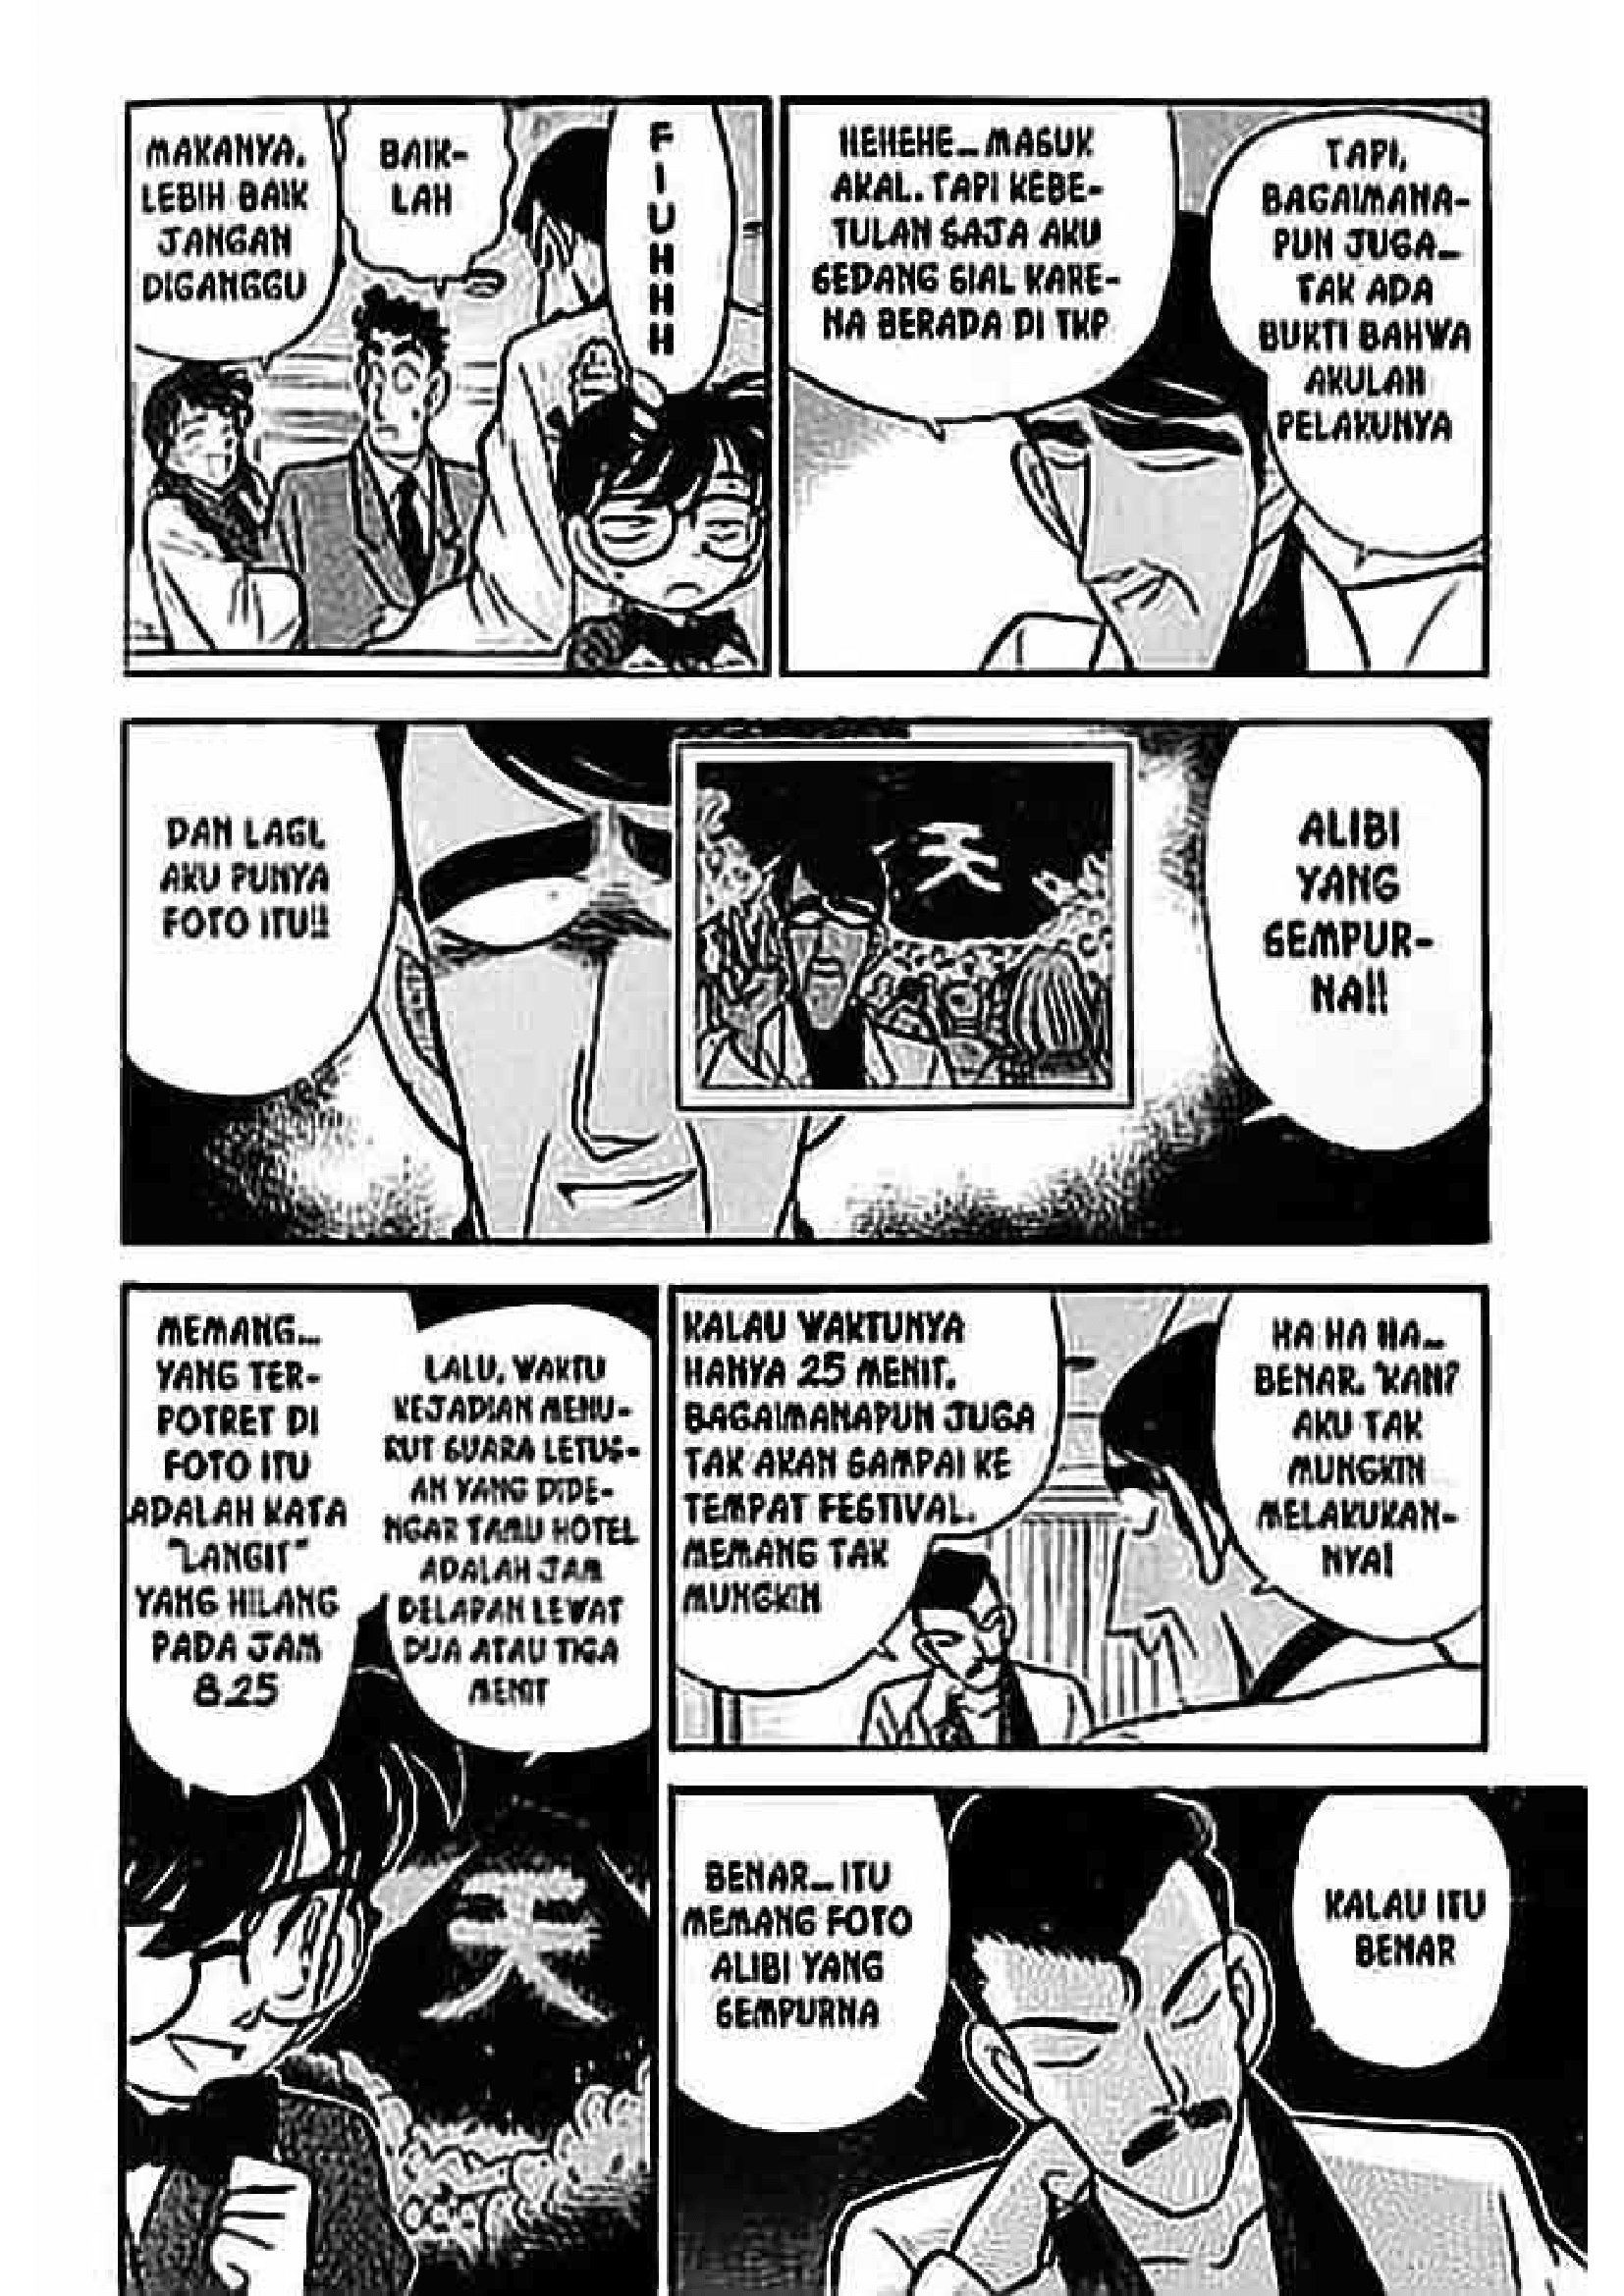 MAKANYA,
LEBIH BAIK
JANGAN
DIGANGGU
BAIK-
LAH
F
I
U
H
H
H
HEHEHE... MASUK
AKAL. TAPI KEBE-
TULAN SAJA AKU
SEDANG SIAL KARE-
NA BERADA DI TKP
TAPI,
BAGAIMANA-
PUN JUGA...
TAK ADA
BUKTI BAHWA
AKULAH
PELAKUNYA
DAN LAGI,
AKU PUNYA
FOTO ITU!!
天
ALIBI
YANG
SEMPUR-
NA!!
MEMANG...
YANG TER-
POTRET DI
FOTO ITU
ADALAH KATA
"LANGIT"
YANG HILANG
PADA JAM
8.25
LALU, WAKTU
KEJADIAN MENU-
RUT SUARA LETUS-
AN YANG DIDE-
NGAR TAMU HOTEL
ADALAH JAM
DELAPAN LEWAT
DUA ATAU TIGA
MENIT
天
KALAU WAKTUNYA
HANYA 25 MENIT,
BAGAIMANAPUN JUGA
TAK AKAN SAMPAI KE
TEMPAT FESTIVAL.
MEMANG TAK
MUNGKIN
HA HA HA...
BENAR, 'KAN?
AKU TAK
MUNGKIN
MELAKUKAN-
NYA!
BENAR... ITU
MEMANG FOTO
ALIBI YANG
SEMPURNA
KALAU ITU
BENAR